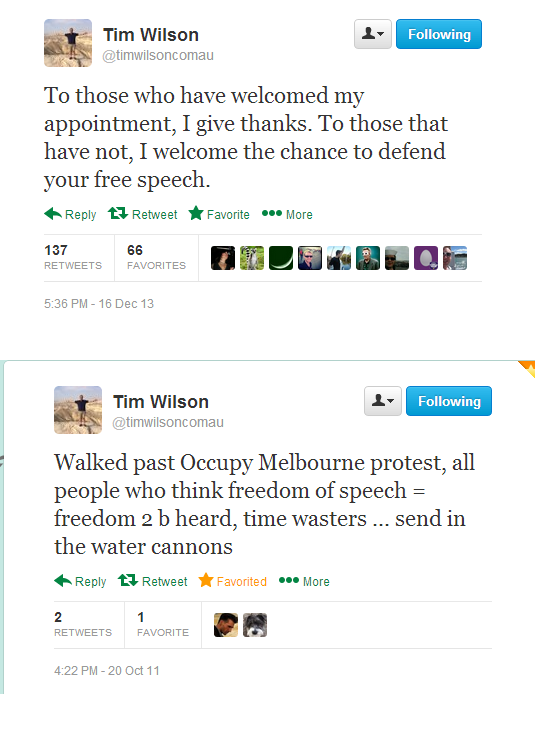 Tim Wilson
Following
@timwilsoncomau
To those who have welcomed my
appointment, I give thanks. To those that
have not, I welcome the chance to defend
your free speech.
Reply Retweet Favorite More
137 66
RETWEETS FAVORITES
5:36 PM - 16 Dec 13
Tim Wilson
Following
@timwilsoncomau
Walked past Occupy Melbourne protest, all
people who think freedom of speech =
freedom 2 b heard, time wasters ... send in
the water cannons
Reply Retweet Favorited More
2 1
RETWEETS FAVORITE
4:22 PM - 20 Oct 11